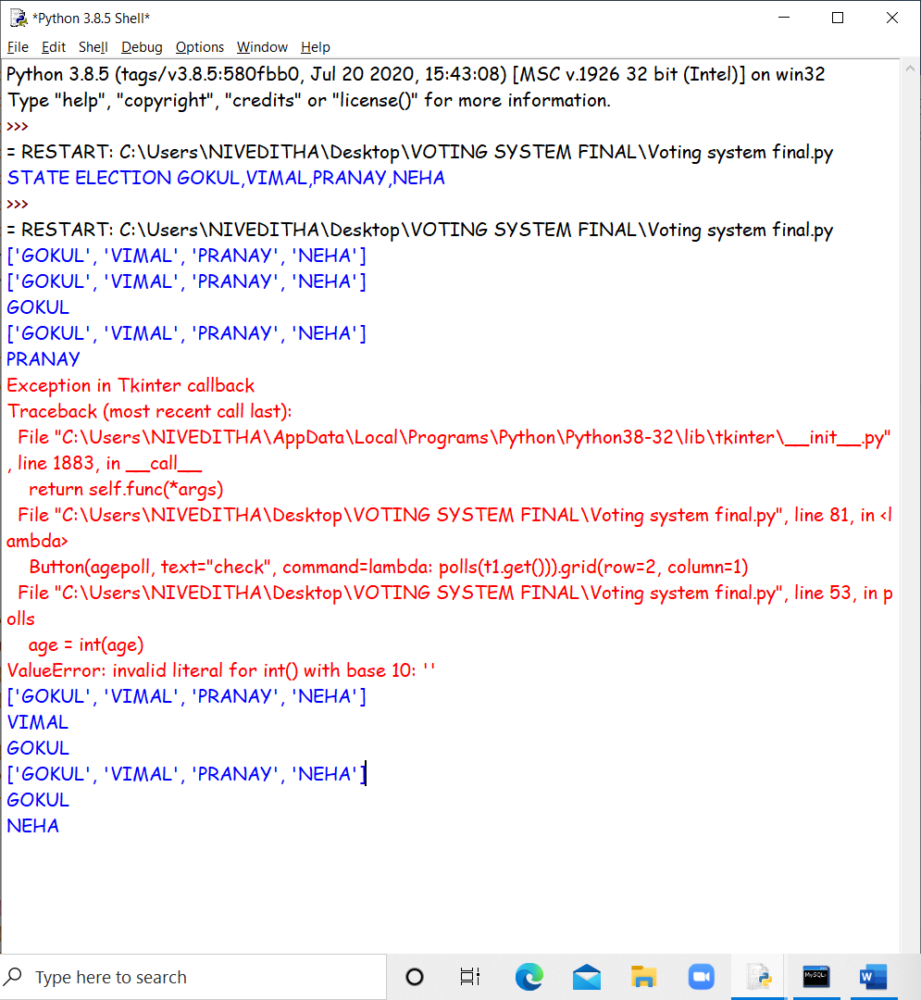 *Python 3.8.5 Shell*
File Edit Shell Debug Options Window Help
Python 3.8.5 (tags/v3.8.5:580fbb0, Jul 20 2020, 15:43:08) [MSC v.1926 32 bit (Intel)] on win32
Type "help", "copyright", "credits" or "license()" for more information.
>>>
= RESTART: C:\Users\NIVEDITHA\Desktop\VOTING SYSTEM FINAL\Voting system final.py
STATE ELECTION GOKUL,VIMAL,PRANAY,NEHA
>>>
= RESTART: C:\Users\NIVEDITHA\Desktop\VOTING SYSTEM FINAL\Voting system final.py
['GOKUL', 'VIMAL', 'PRANAY', 'NEHA']
['GOKUL', 'VIMAL', 'PRANAY', 'NEHA']
GOKUL
['GOKUL', 'VIMAL', 'PRANAY', 'NEHA']
PRANAY
Exception in Tkinter callback
Traceback (most recent call last):
  File "C:\Users\NIVEDITHA\AppData\Local\Programs\Python\Python38-32\lib\tkinter\__init__.py"
, line 1883, in __call__
    return self.func(*args)
  File "C:\Users\NIVEDITHA\Desktop\VOTING SYSTEM FINAL\Voting system final.py", line 81, in <l
ambda>
    Button(agepoll, text="check", command=lambda: polls(t1.get())).grid(row=2, column=1)
  File "C:\Users\NIVEDITHA\Desktop\VOTING SYSTEM FINAL\Voting system final.py", line 53, in p
olls
    age = int(age)
ValueError: invalid literal for int() with base 10: ''
['GOKUL', 'VIMAL', 'PRANAY', 'NEHA']
VIMAL
GOKUL
['GOKUL', 'VIMAL', 'PRANAY', 'NEHA']
GOKUL
NEHA
Type here to search